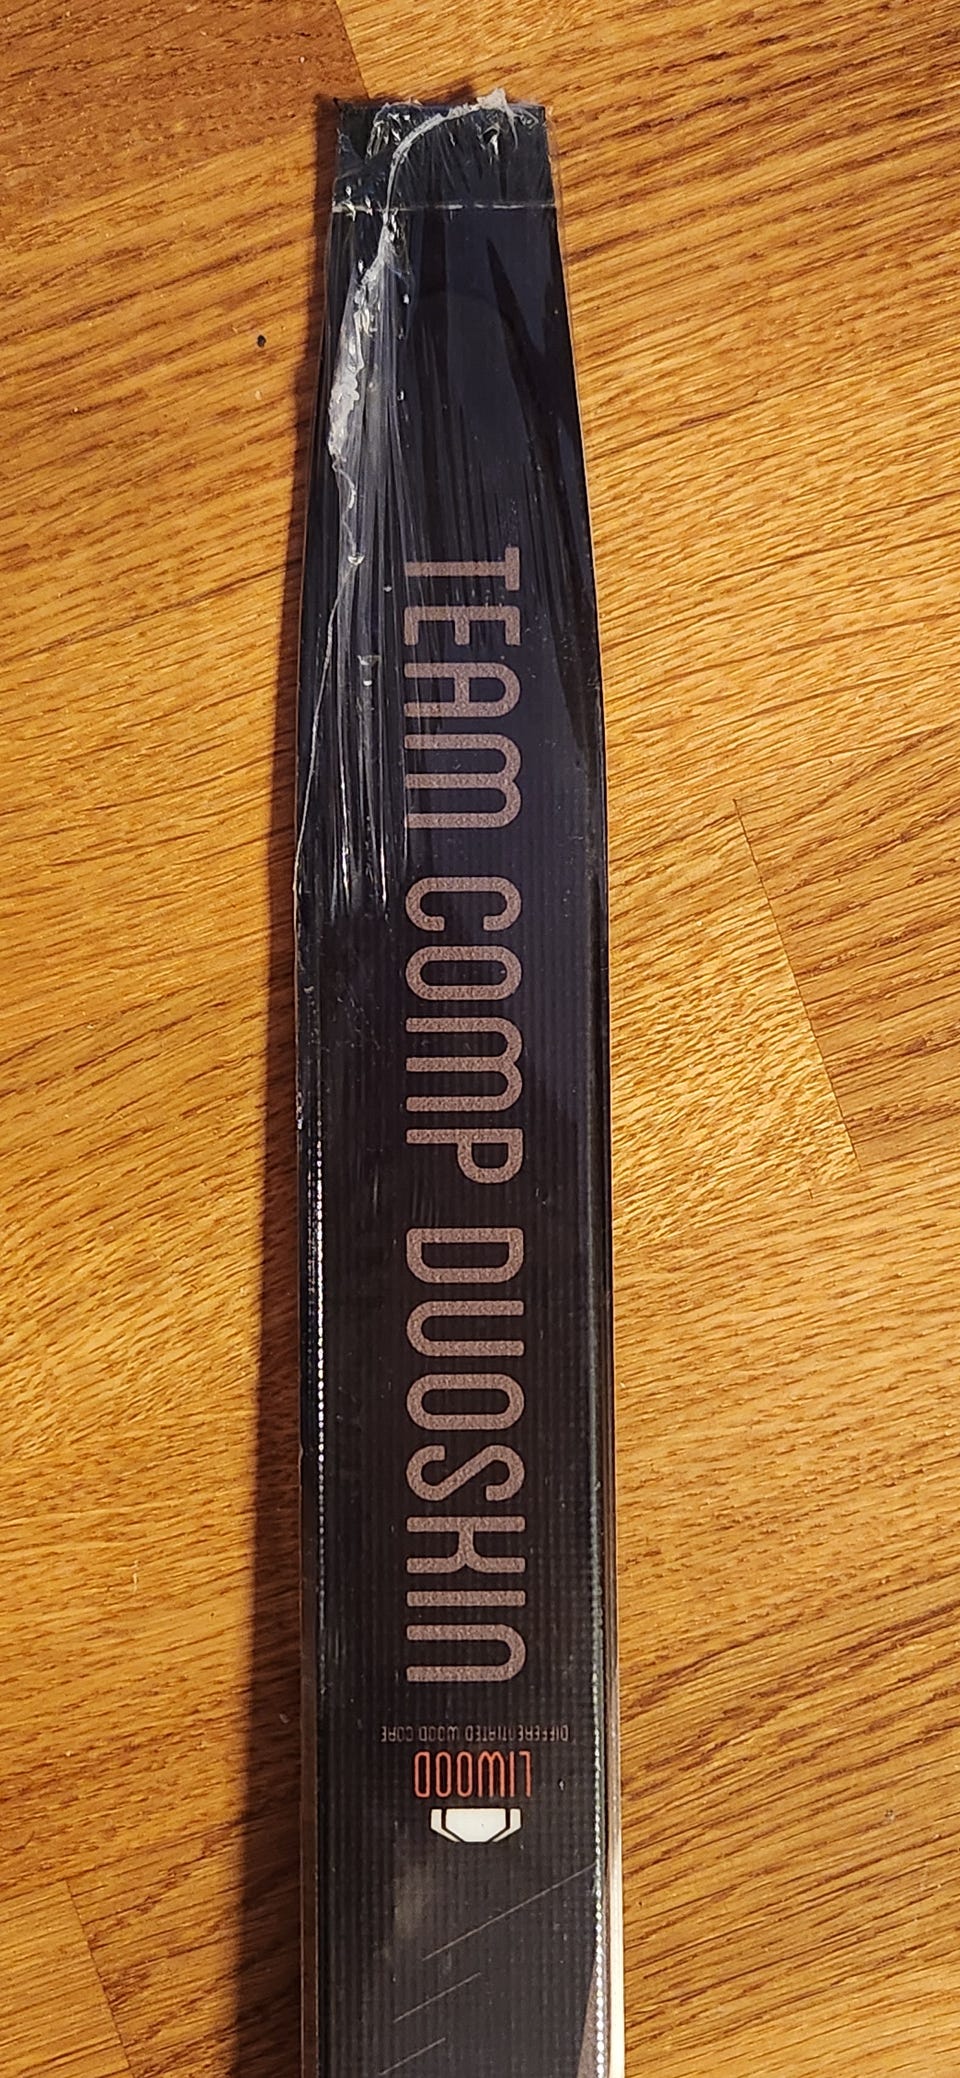 TEAM COMP DUOSKIN
DIFFERENTIATED WOOD CORE
LIWOOD